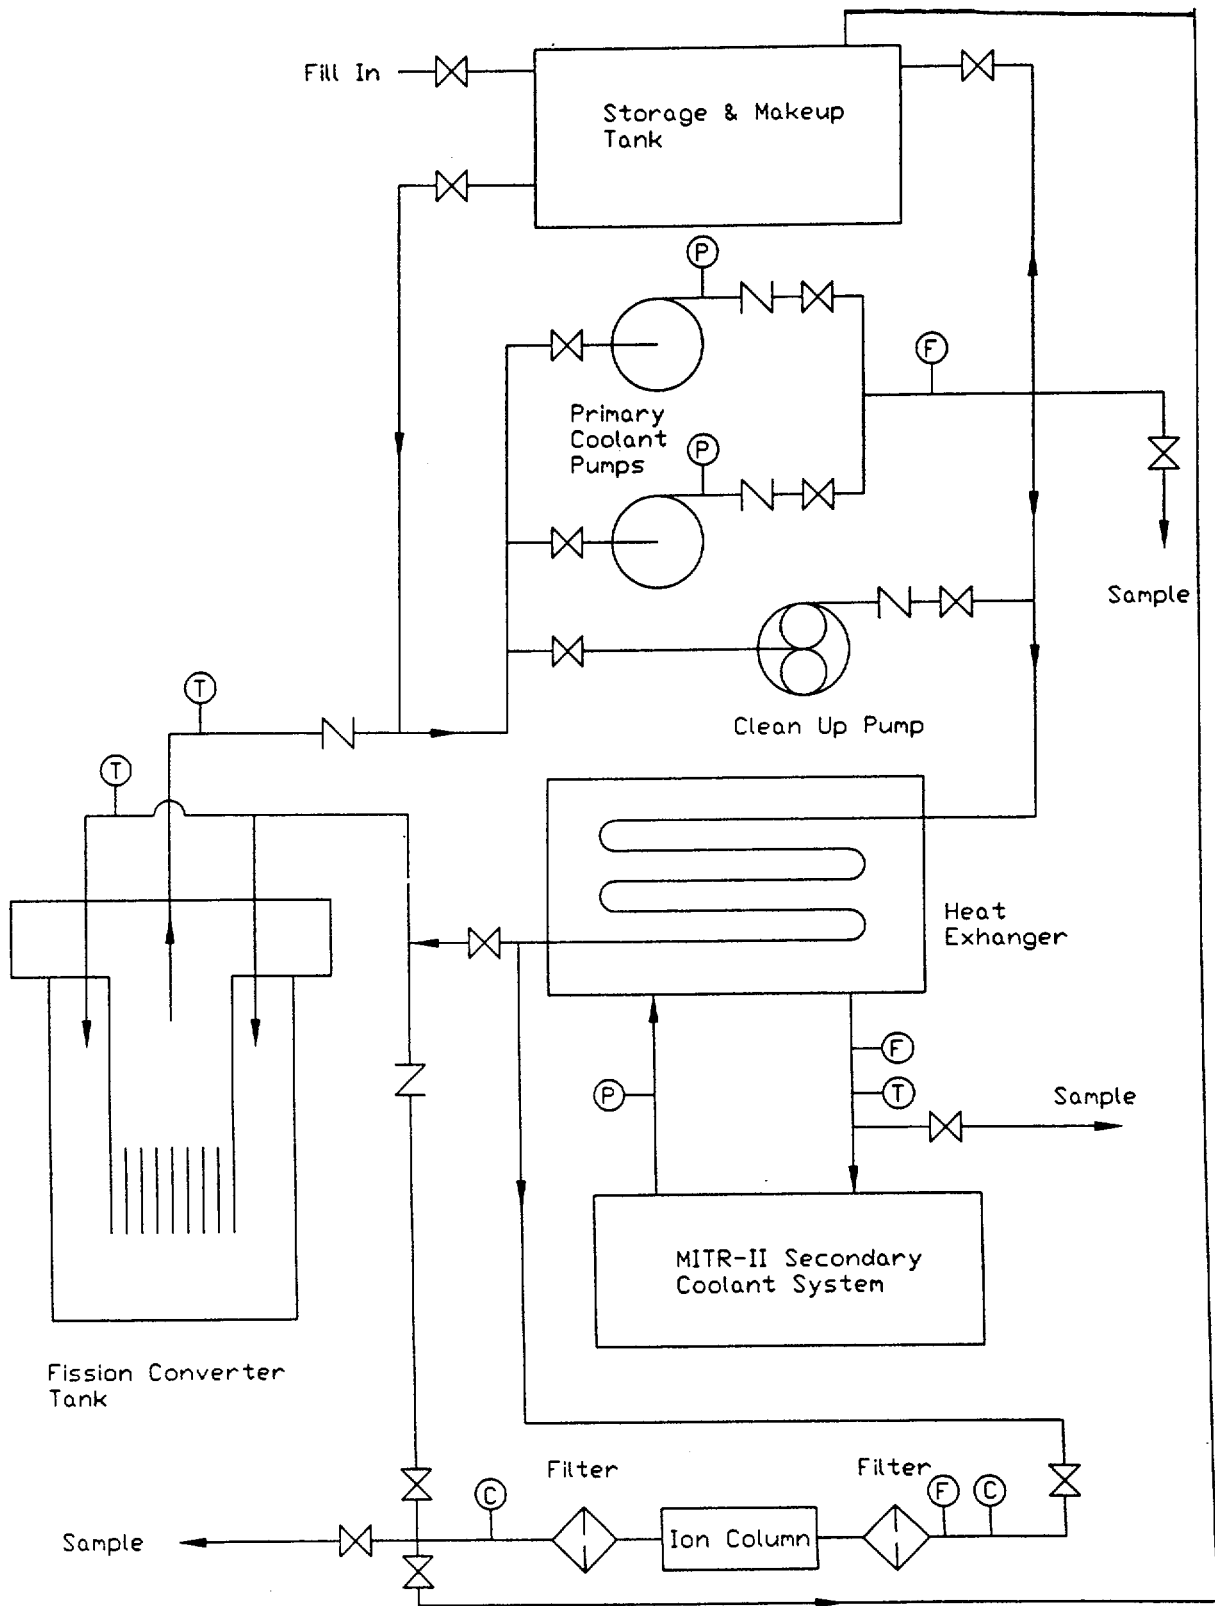 Fill In
Storage & Makeup
Tank
P
F
Primary
Coolant
Pumps
P
Sample
T
Clean Up Pump
T
Heat
Exhanger
F
P
T
Sample
MITR-II Secondary
Coolant System
Fission Converter
Tank
Filter
Filter
C
F
C
Sample
Ion Column